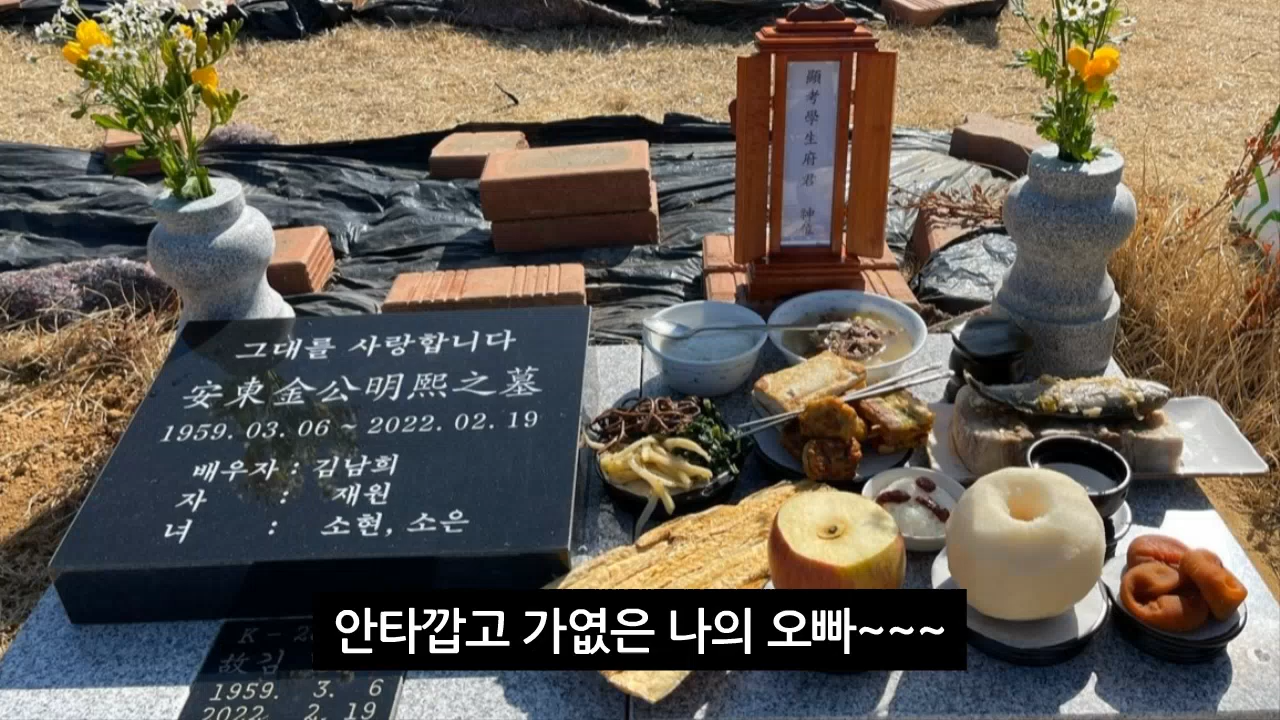 顯考學生府君 神位
그대를 사랑합니다
安東金公明熙之墓
1959. 03. 06 ~ 2022. 02. 19
배우자 : 김남희
자 : 재원
녀 : 소현, 소은
K - 2
故 김
1959. 3. 6
2022. 2. 19
안타깝고 가엾은 나의 오빠~~~